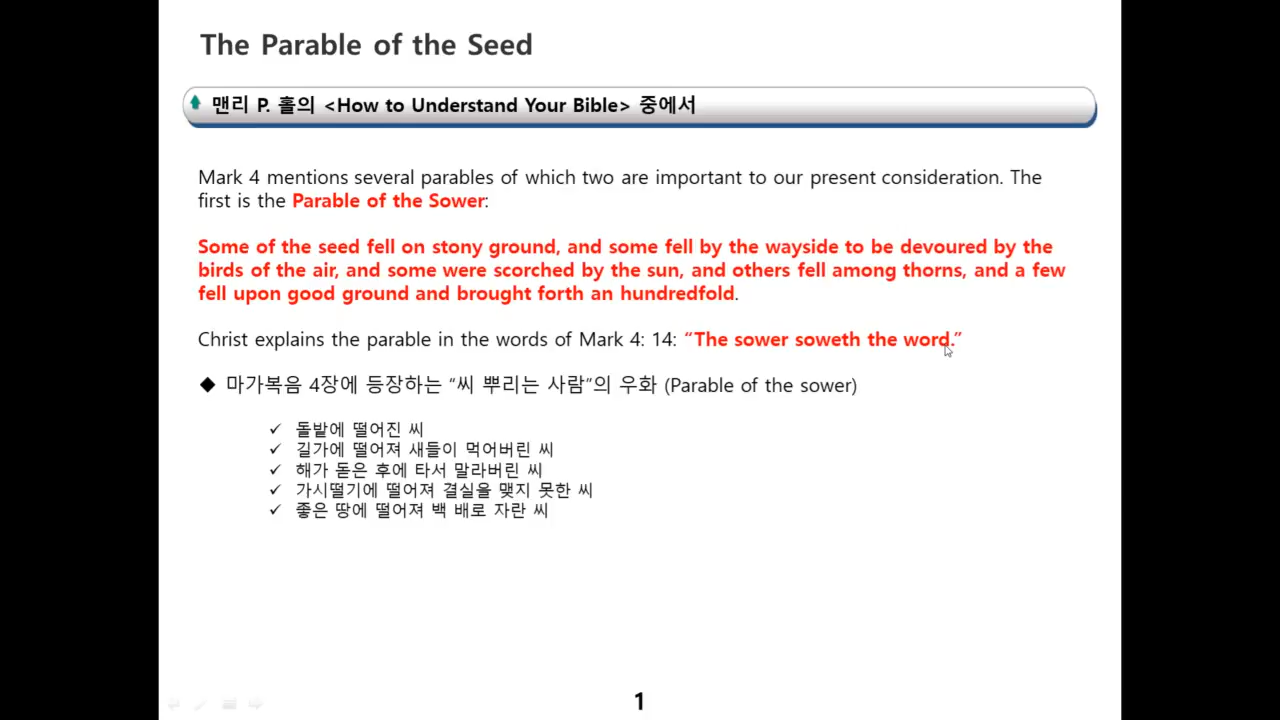 The Parable of the Seed
맨리 P. 홀의 <How to Understand Your Bible> 중에서
Mark 4 mentions several parables of which two are important to our present consideration. The
first is the Parable of the Sower:
Some of the seed fell on stony ground, and some fell by the wayside to be devoured by the
birds of the air, and some were scorched by the sun, and others fell among thorns, and a few
fell upon good ground and brought forth an hundredfold.
Christ explains the parable in the words of Mark 4: 14: “The sower soweth the word.”
◆ 마가복음 4장에 등장하는 “씨 뿌리는 사람”의 우화 (Parable of the sower)
✓ 돌밭에 떨어진 씨
✓ 길가에 떨어져 새들이 먹어버린 씨
✓ 해가 돋은 후에 타서 말라버린 씨
✓ 가시떨기에 떨어져 결실을 맺지 못한 씨
✓ 좋은 땅에 떨어져 백 배로 자란 씨
1